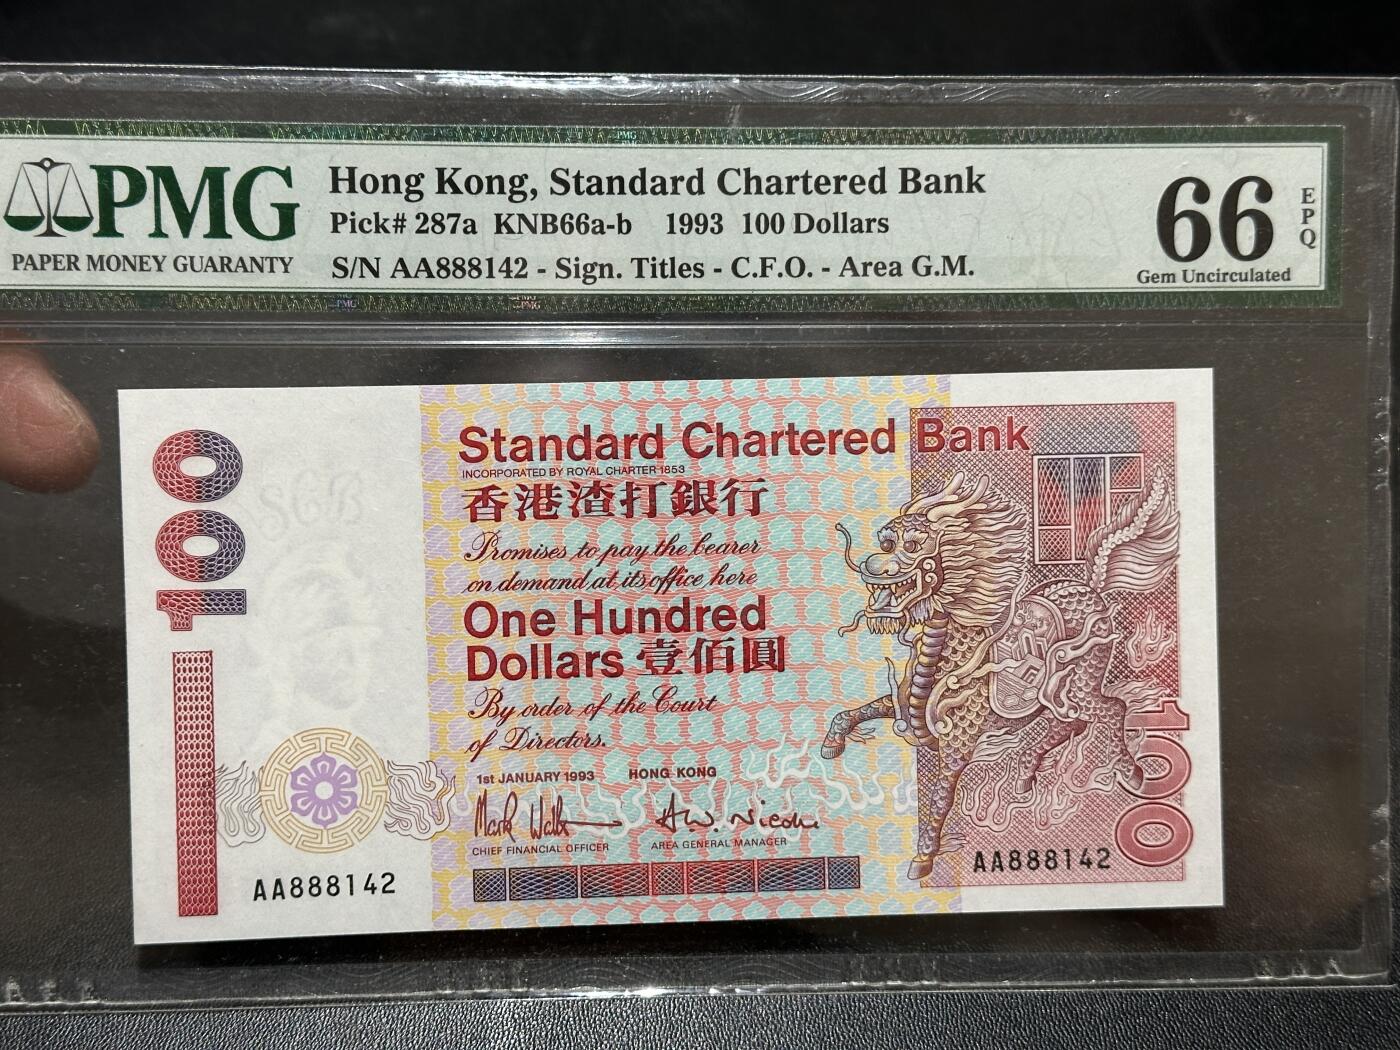 PMG
PAPER MONEY GUARANTY
Hong Kong, Standard Chartered Bank
Pick# 287a KNB66a-b 1993 100 Dollars
S/N AA888142 - Sign. Titles - C.F.O. - Area G.M.
66
EPQ
Gem Uncirculated
100
Standard Chartered Bank
INCORPORATED BY ROYAL CHARTER 1853
香港渣打銀行
Promises to pay the bearer
on demand at its office here
One Hundred
Dollars 壹佰圓
By order of the Court
of Directors.
1st JANUARY 1993 HONG KONG
CHIEF FINANCIAL OFFICER AREA GENERAL MANAGER
AA888142
AA888142
100